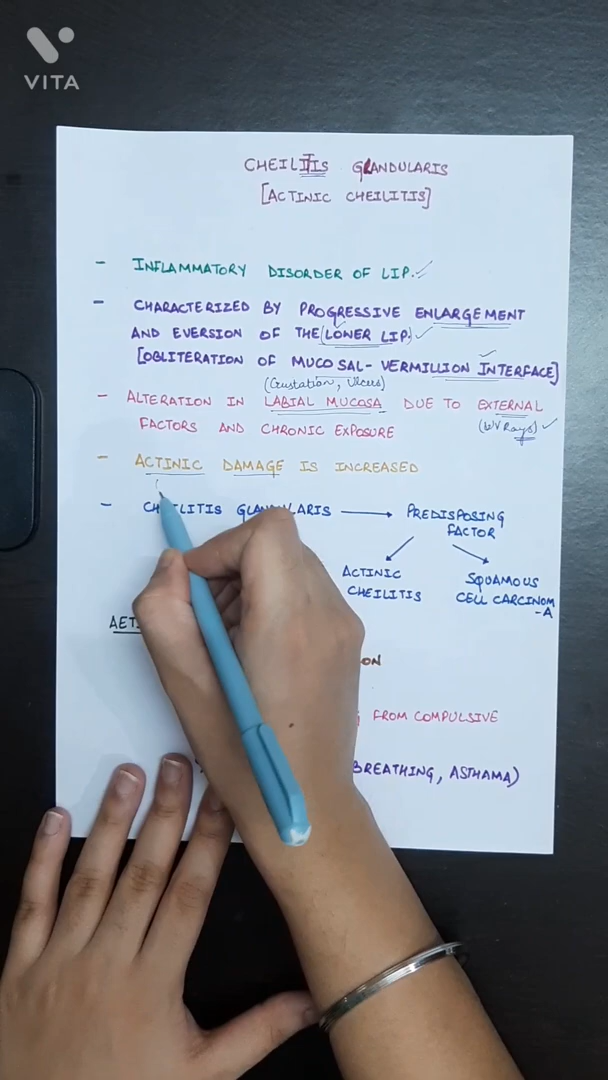 VITA
CHEILITIS GLANDULARIS
[ACTINIC CHEILITIS]
- INFLAMMATORY DISORDER OF LIP.
- CHARACTERIZED BY PROGRESSIVE ENLARGEMENT
AND EVERSION OF THE (LOWER LIP.)
[OBLITERATION OF MUCOSAL-VERMILLION INTERFACE]
(Crustation, Ulcers)
- ALTERATION IN LABIAL MUCOSA DUE TO EXTERNAL
FACTORS AND CHRONIC EXPOSURE (UV Rays)
- ACTINIC DAMAGE IS INCREASED
- CHEILITIS GLANDULARIS → PREDISPOSING
FACTOR
ACTINIC
CHEILITIS
SQUAMOUS
CELL CARCINOM
-A
FROM COMPULSIVE
BREATHING, ASTHAMA)